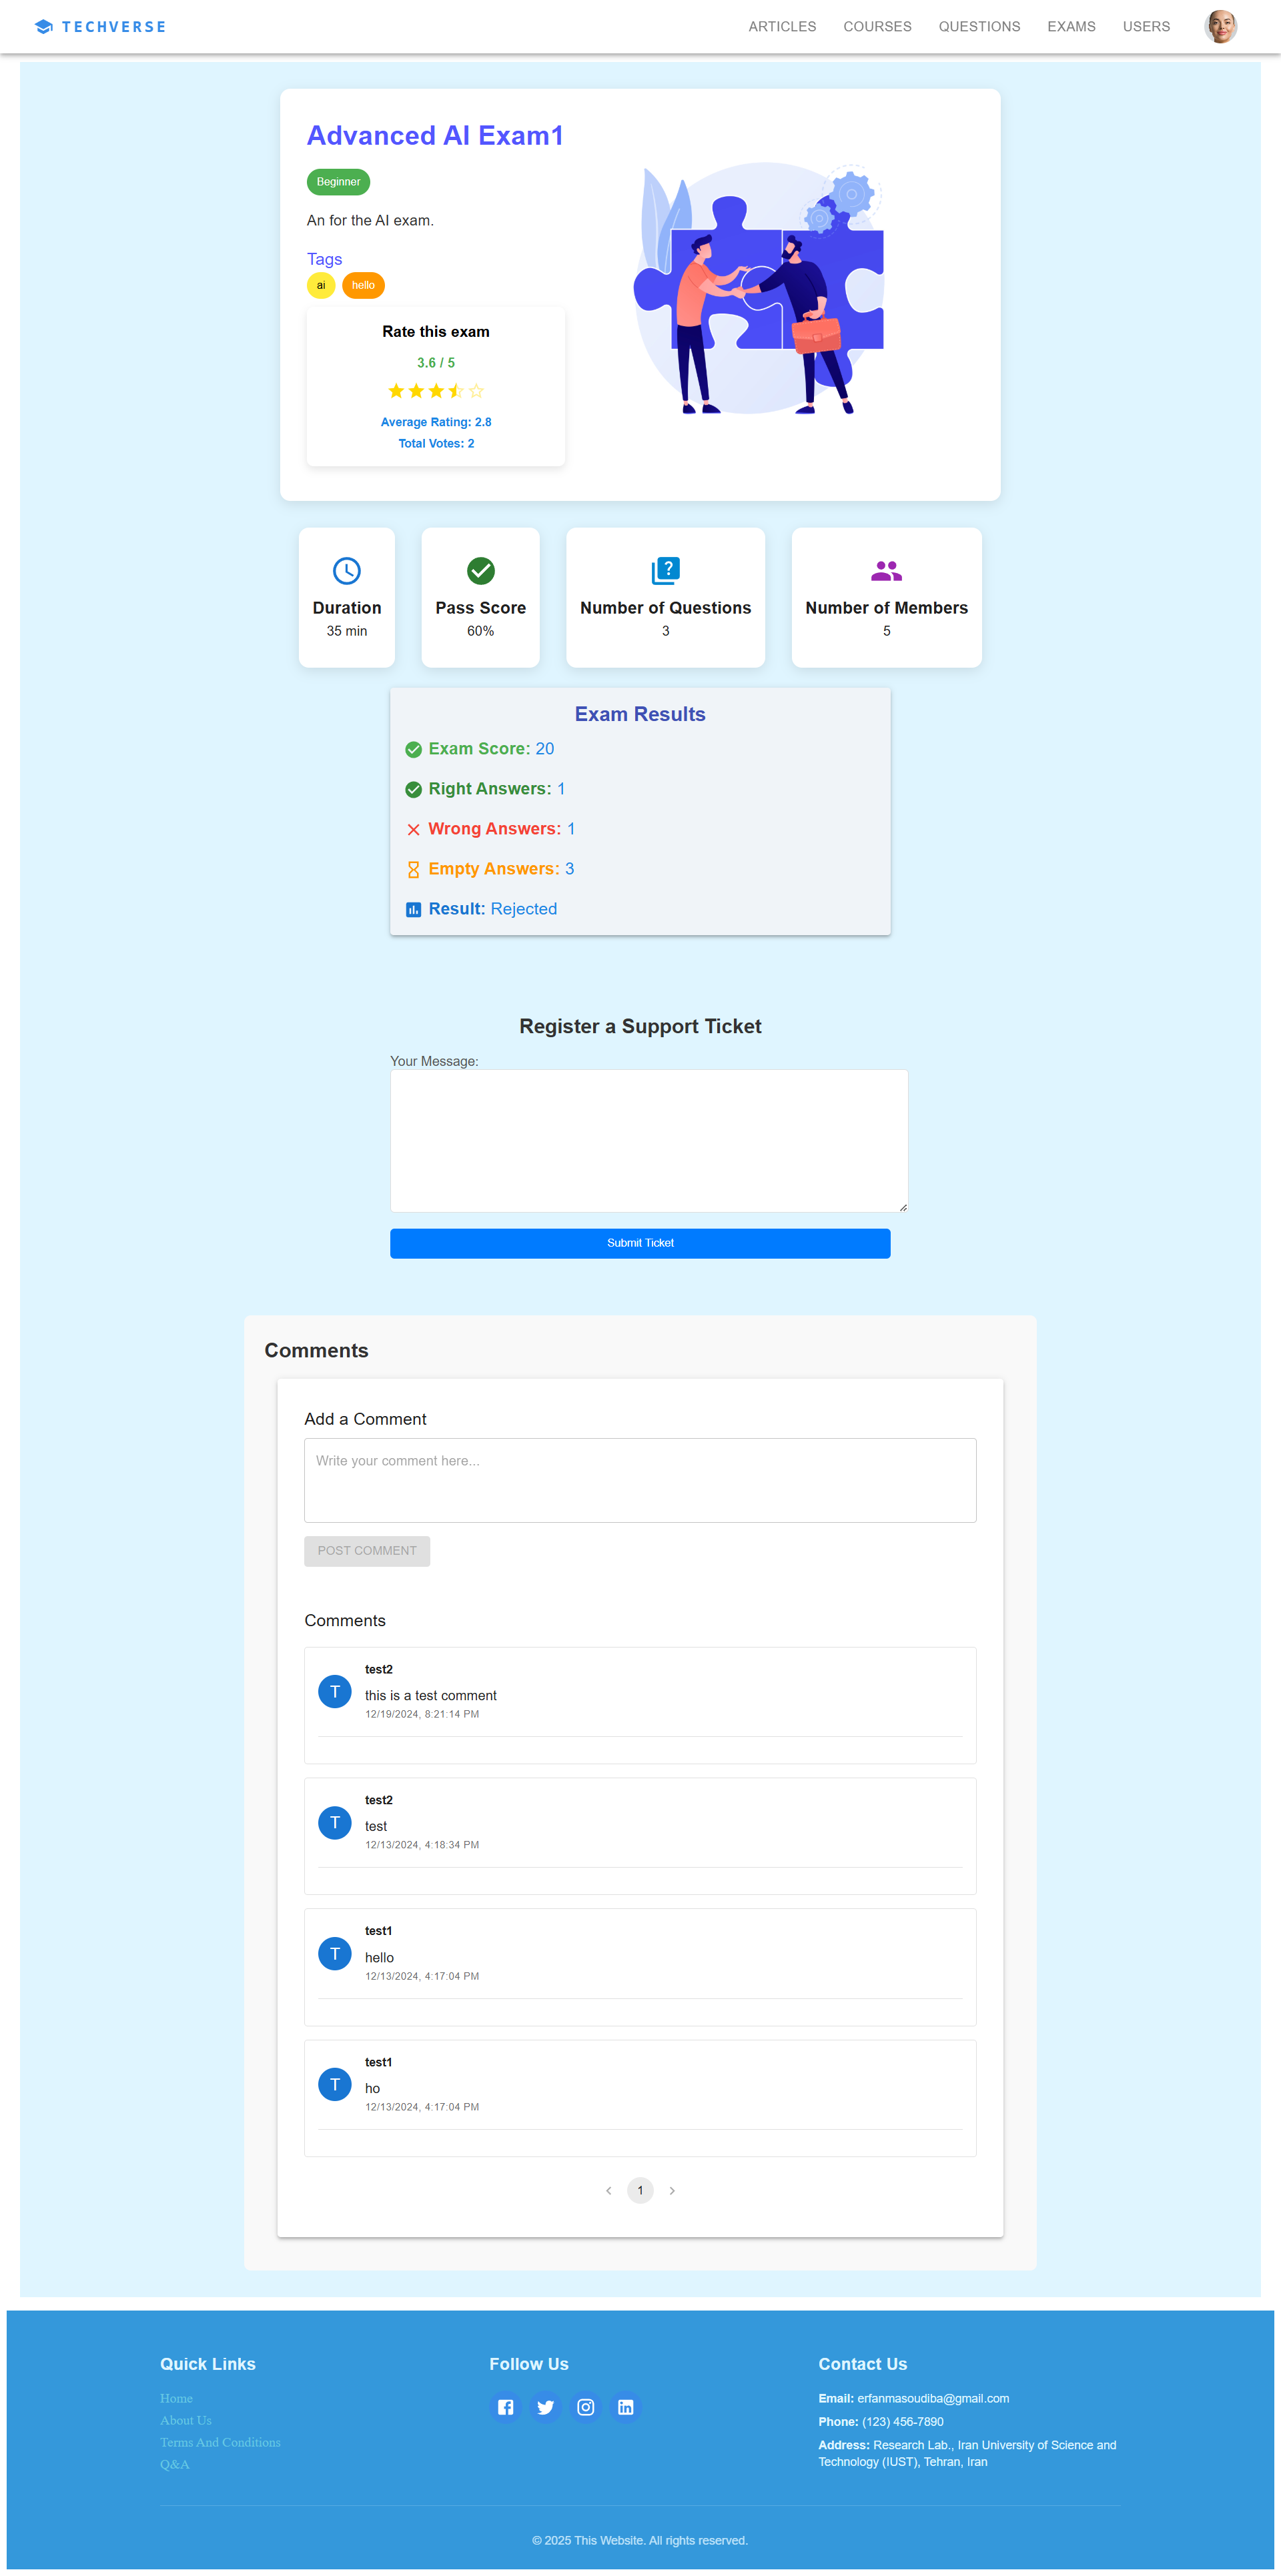 TECHVERSE
ARTICLES COURSES QUESTIONS EXAMS USERS
Advanced AI Exam1
Beginner
An for the AI exam.
Tags
ai hello
Rate this exam
3.6 / 5
Average Rating: 2.8
Total Votes: 2
Duration
35 min
Pass Score
60%
Number of Questions
3
Number of Members
5
Exam Results
Exam Score: 20
Right Answers: 1
Wrong Answers: 1
Empty Answers: 3
Result: Rejected
Register a Support Ticket
Your Message:
Submit Ticket
Comments
Add a Comment
Write your comment here...
POST COMMENT
Comments
T
test2
this is a test comment
12/19/2024, 8:21:14 PM
T
test2
test
12/13/2024, 4:18:34 PM
T
test1
hello
12/13/2024, 4:17:04 PM
T
test1
ho
12/13/2024, 4:17:04 PM
1
Quick Links
Home
About Us
Terms And Conditions
Q&A
Follow Us
Contact Us
Email: erfanmasoudiba@gmail.com
Phone: (123) 456-7890
Address: Research Lab., Iran University of Science and
Technology (IUST), Tehran, Iran
© 2025 This Website. All rights reserved.